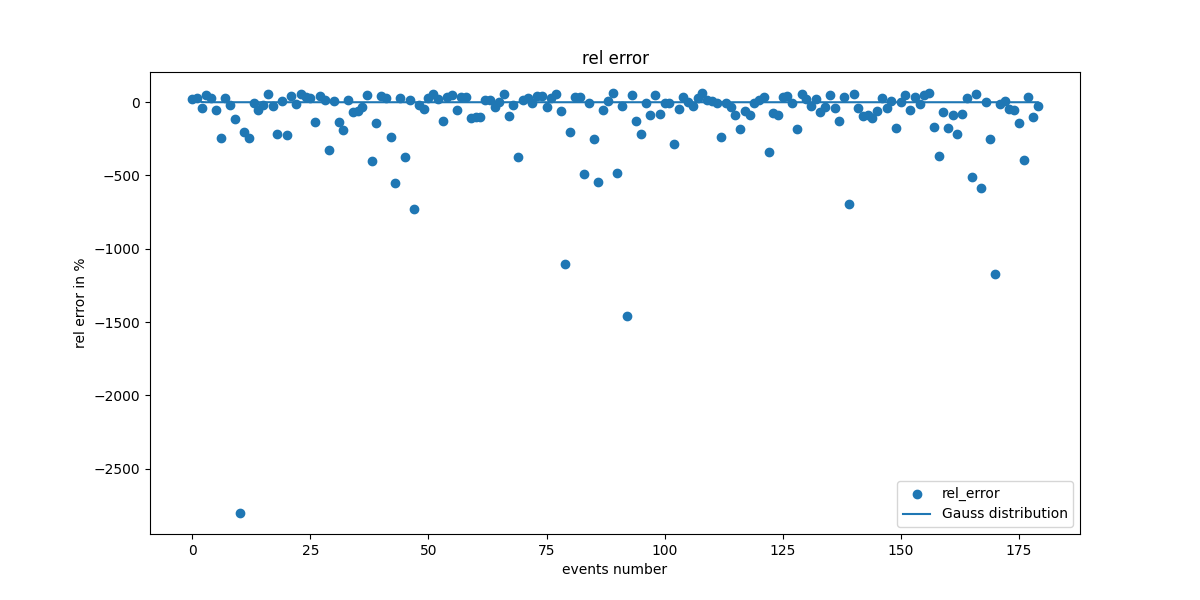 rel error
rel error in %
0
−500
−1000
−1500
−2000
−2500
0 25 50 75 100 125 150 175
events number
rel_error
Gauss distribution